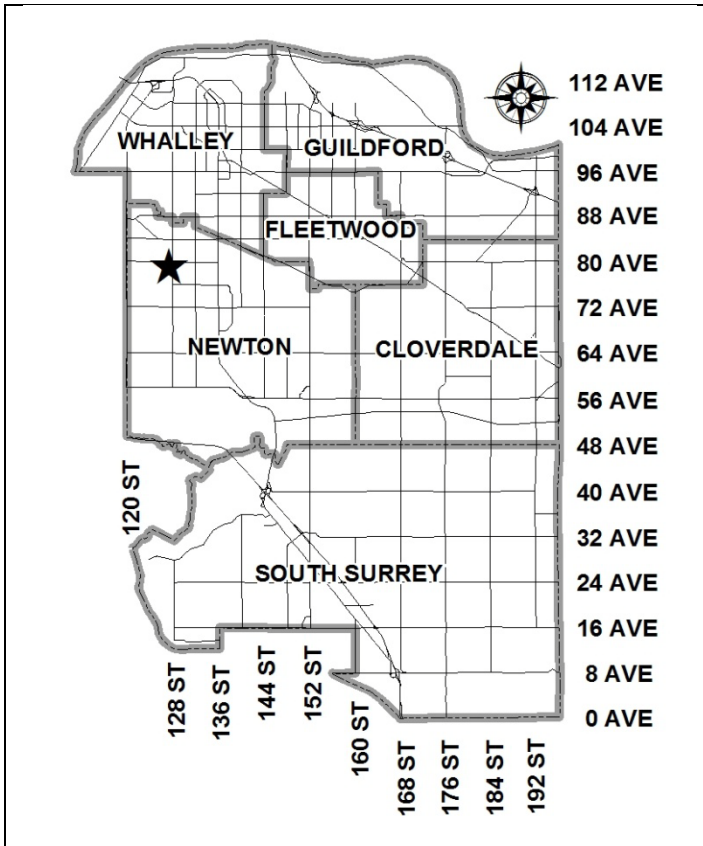 112 AVE
104 AVE
WHALLEY
GUILDFORD
96 AVE
88 AVE
FLEETWOOD
80 AVE
72 AVE
NEWTON
CLOVERDALE
64 AVE
56 AVE
48 AVE
120 ST
40 AVE
32 AVE
SOUTH SURREY
24 AVE
16 AVE
8 AVE
0 AVE
128 ST
136 ST
144 ST
152 ST
160 ST
168 ST
176 ST
184 ST
192 ST